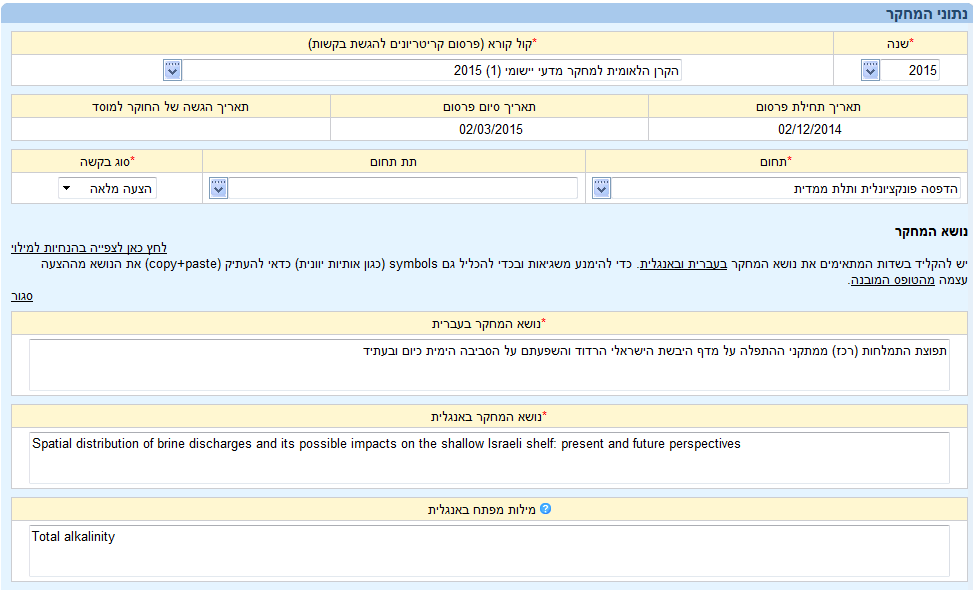 נתוני המחקר
*שנה
*קול קורא (פרסום קריטריונים להגשת בקשות)
2015
הקרן הלאומית למחקר מדעי יישומי (1) 2015
תאריך תחילת פרסום
תאריך סיום פרסום
תאריך הגשה של החוקר למוסד
02/12/2014
02/03/2015
*תחום
תת תחום
*סוג בקשה
הדפסה פונקציונלית ותלת ממדית
הצעה מלאה
נושא המחקר
לחץ כאן לצפייה בהנחיות למילוי
יש להקליד בשדות המתאימים את נושא המחקר בעברית ובאנגלית. כדי להימנע משגיאות ובכדי להכליל גם symbols (כגון אותיות יוונית) כדאי להעתיק (copy+paste) את הנושא מההצעה
עצמה מהטופס המובנה.
סגור
*נושא המחקר בעברית
תפוצת התמלחות (רכז) ממתקני ההתפלה על מדף היבשת הישראלי הרדוד והשפעתם על הסביבה הימית כיום ובעתיד
*נושא המחקר באנגלית
Spatial distribution of brine discharges and its possible impacts on the shallow Israeli shelf: present and future perspectives
מילות מפתח באנגלית
Total alkalinity